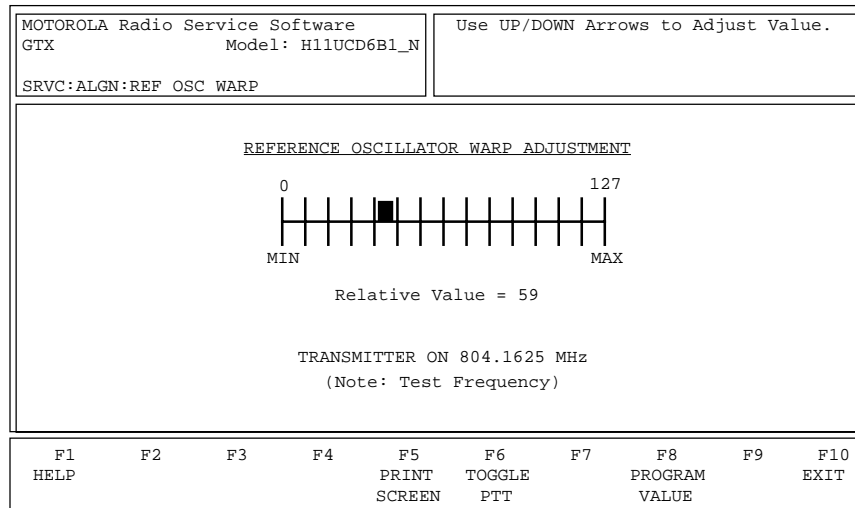 MOTOROLA Radio Service Software
GTX Model: H11UCD6B1_N
SRVC:ALGN:REF OSC WARP
Use UP/DOWN Arrows to Adjust Value.
REFERENCE OSCILLATOR WARP ADJUSTMENT
0 127
MIN MAX
Relative Value = 59
TRANSMITTER ON 804.1625 MHz
(Note: Test Frequency)
F1 F2 F3 F4 F5 F6 F7 F8 F9 F10
HELP PRINT TOGGLE PROGRAM EXIT
SCREEN PTT VALUE